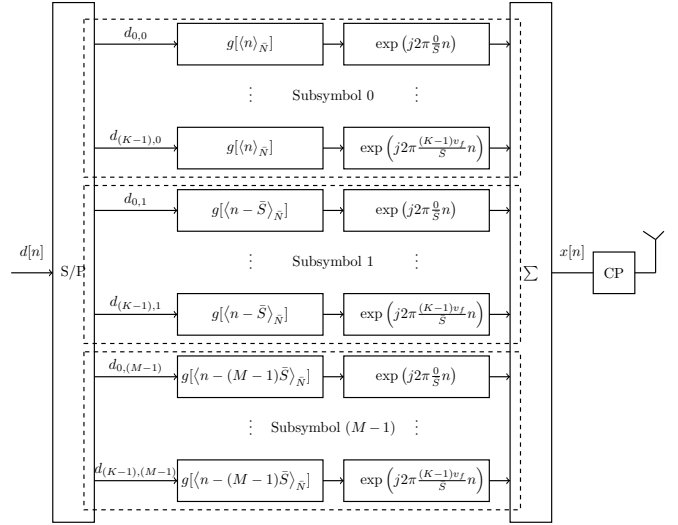 d_{0,0} g[⟨n⟩_{\bar{N}}] exp(j2π\frac{0}{\bar{S}}n)
⋮ Subsymbol 0 ⋮
d_{(K−1),0} g[⟨n⟩_{\bar{N}}] exp(j2π\frac{(K−1)v_f}{\bar{S}}n)
d_{0,1} g[⟨n − \bar{S}⟩_{\bar{N}}] exp(j2π\frac{0}{\bar{S}}n)
d[n] S/P ⋮ Subsymbol 1 ⋮ ∑ x[n] CP
d_{(K−1),1} g[⟨n − \bar{S}⟩_{\bar{N}}] exp(j2π\frac{(K−1)v_f}{\bar{S}}n)
d_{0,(M−1)} g[⟨n − (M − 1)\bar{S}⟩_{\bar{N}}] exp(j2π\frac{0}{\bar{S}}n)
⋮ Subsymbol (M − 1) ⋮
d_{(K−1),(M−1)} g[⟨n − (M − 1)\bar{S}⟩_{\bar{N}}] exp(j2π\frac{(K−1)v_f}{\bar{S}}n)